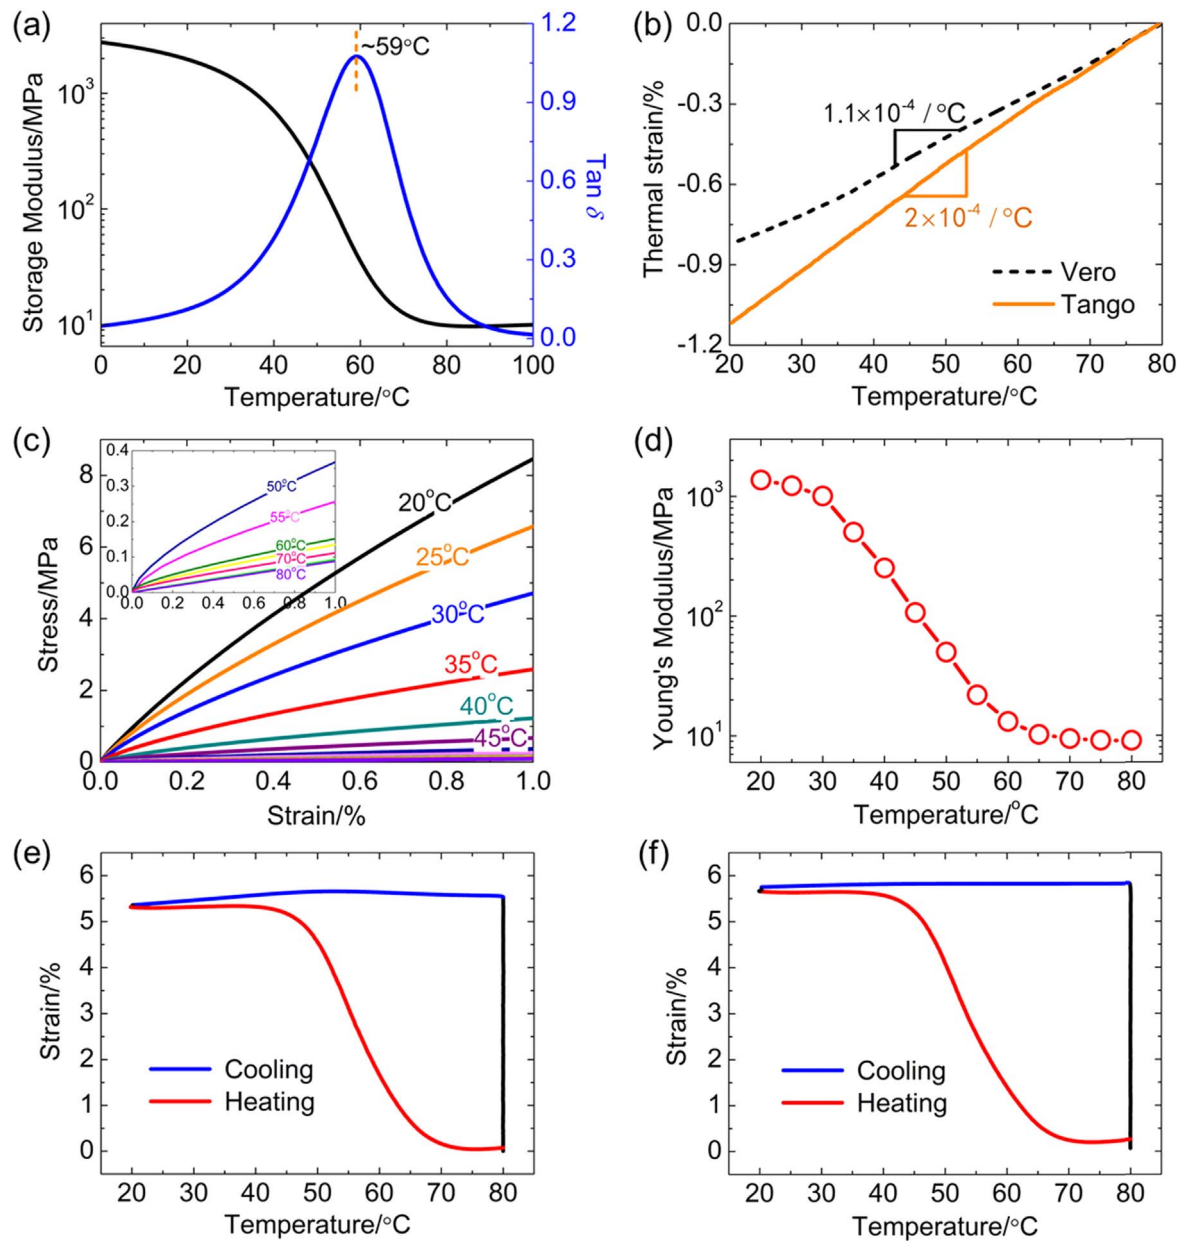 (a)
~59°C
Storage Modulus/MPa
10³
10²
10¹
1.2
0.9
0.6
0.3
0.0
Tan δ
0 20 40 60 80 100
Temperature/°C
(b)
0.0
-0.3
-0.6
-0.9
-1.2
Thermal strain/%
1.1×10⁻⁴ / °C
2×10⁻⁴ / °C
Vero
Tango
20 30 40 50 60 70 80
Temperature/°C
(c)
8
6
4
2
0
Stress/MPa
0.4
0.3
0.2
0.1
0.0
50°C
55°C
60°C
70°C
80°C
0.0 0.2 0.4 0.6 0.8 1.0
20°C
25°C
30°C
35°C
40°C
45°C
0.0 0.2 0.4 0.6 0.8 1.0
Strain/%
(d)
Young's Modulus/MPa
10³
10²
10¹
20 30 40 50 60 70 80
Temperature/°C
(e)
6
5
4
3
2
1
0
Strain/%
Cooling
Heating
20 30 40 50 60 70 80
Temperature/°C
(f)
6
5
4
3
2
1
0
Strain/%
Cooling
Heating
20 30 40 50 60 70 80
Temperature/°C